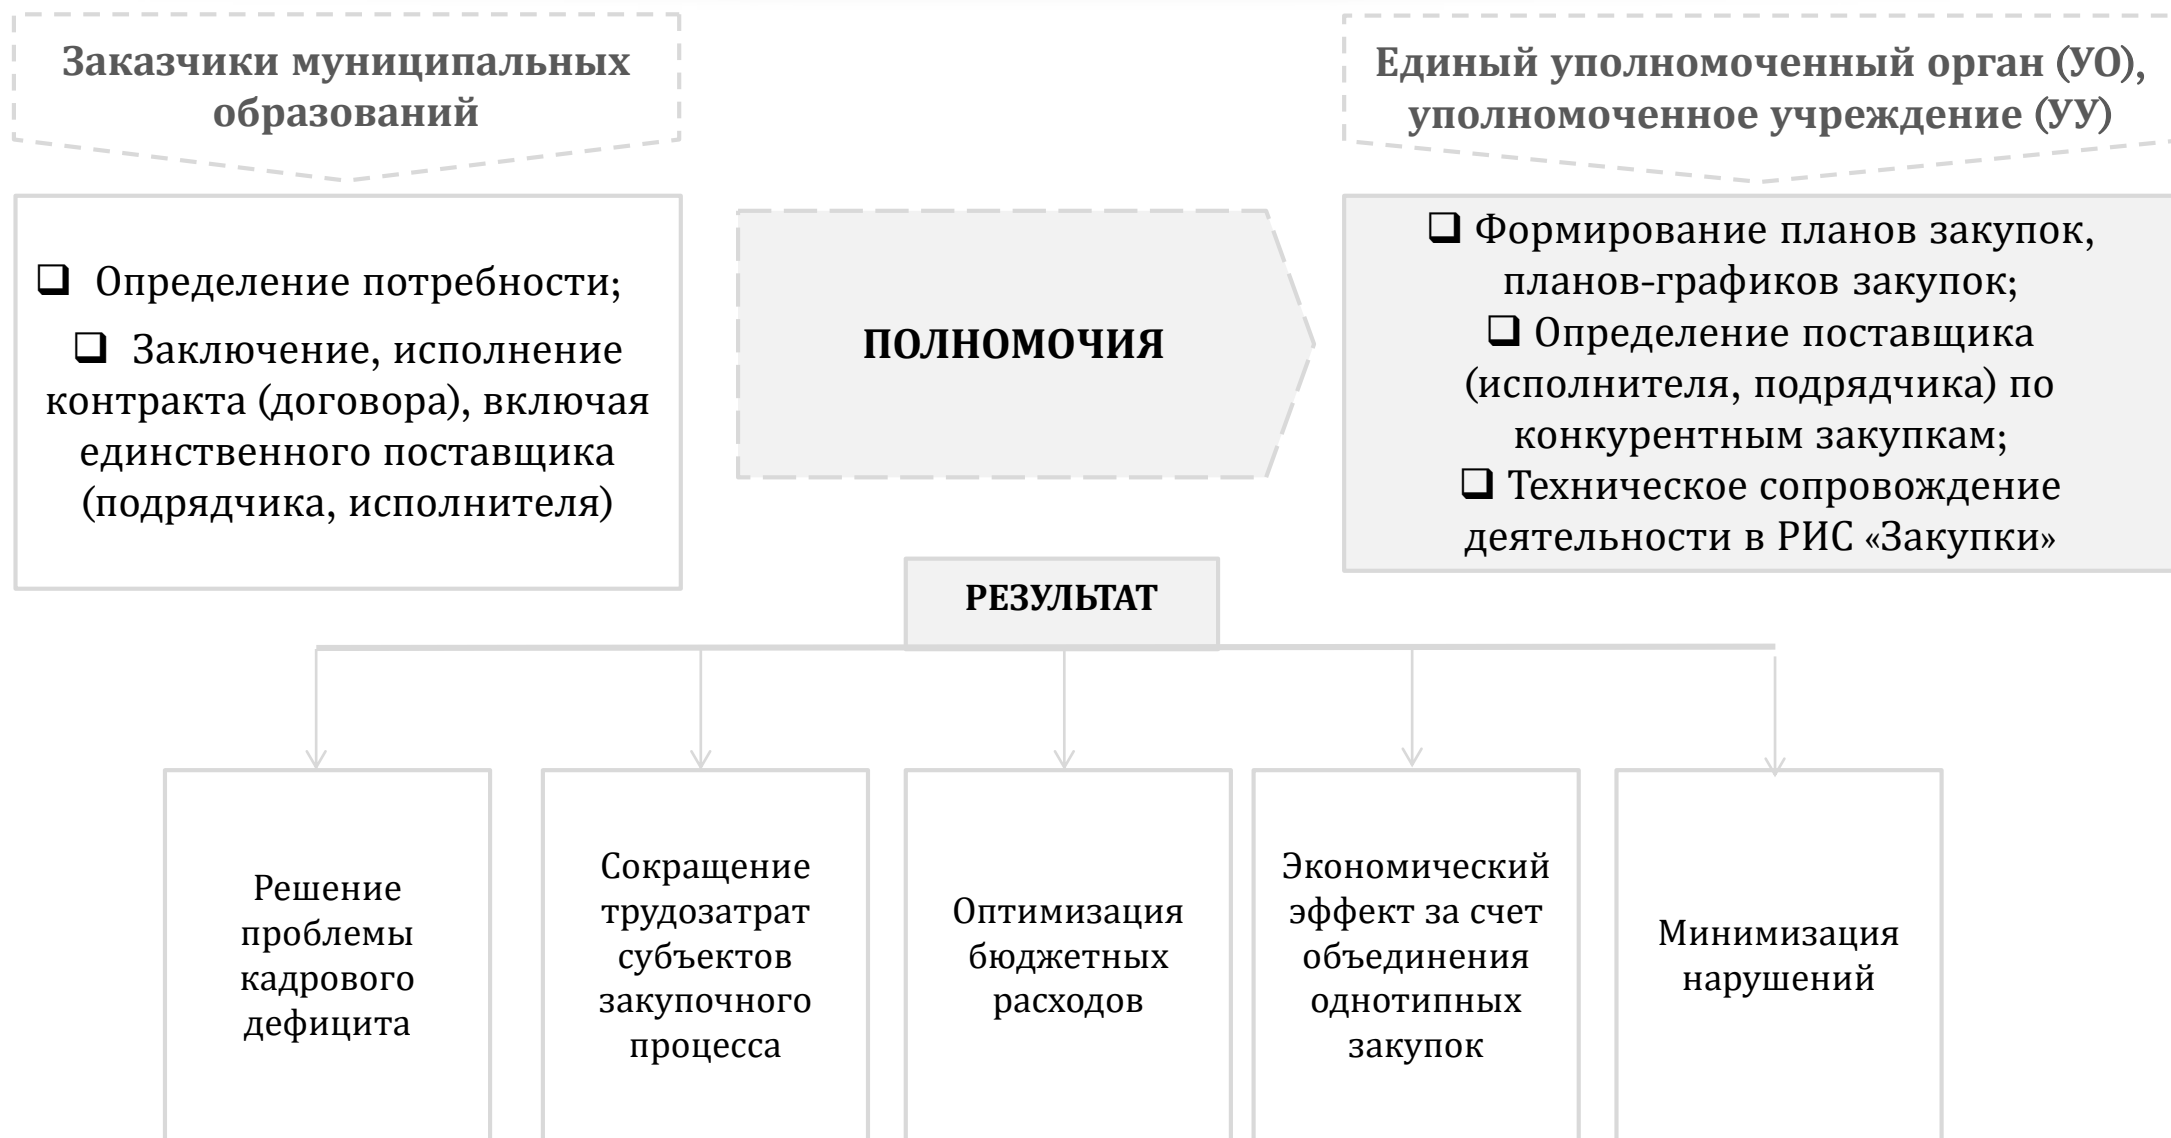 Заказчики муниципальных
образований
Единый уполномоченный орган (УО),
уполномоченное учреждение (УУ)
❑ Определение потребности;
❑ Заключение, исполнение
контракта (договора), включая
единственного поставщика
(подрядчика, исполнителя)
ПОЛНОМОЧИЯ
❑ Формирование планов закупок,
планов-графиков закупок;
❑ Определение поставщика
(исполнителя, подрядчика) по
конкурентным закупкам;
❑ Техническое сопровождение
деятельности в РИС «Закупки»
РЕЗУЛЬТАТ
Решение
проблемы
кадрового
дефицита
Сокращение
трудозатрат
субъектов
закупочного
процесса
Оптимизация
бюджетных
расходов
Экономический
эффект за счет
объединения
однотипных
закупок
Минимизация
нарушений